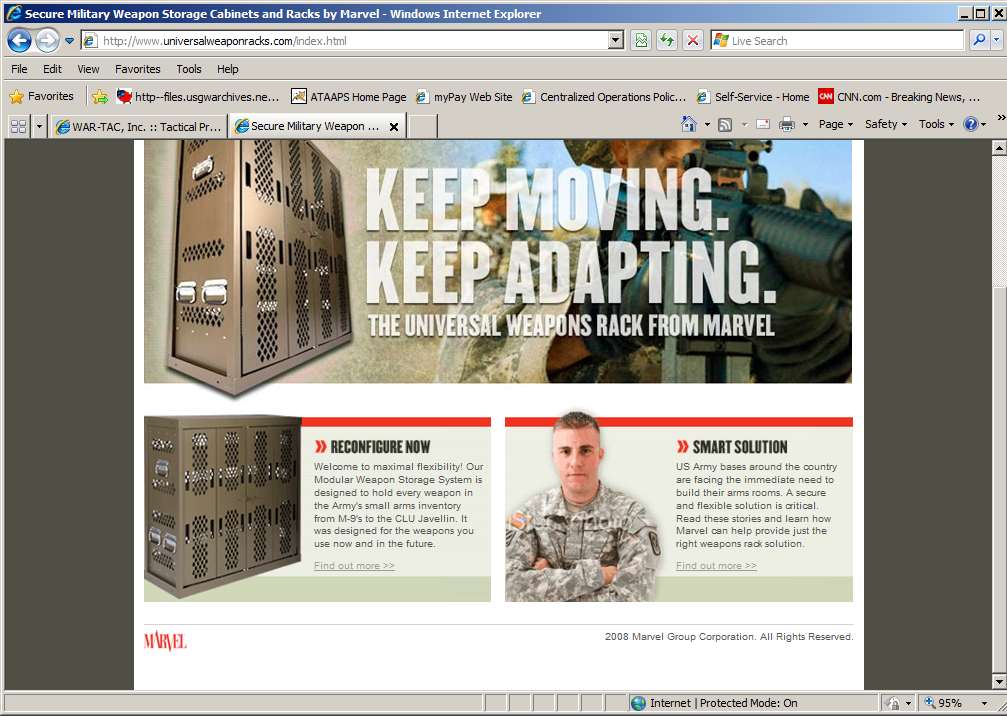 Secure Military Weapon Storage Cabinets and Racks by Marvel - Windows Internet Explorer
http://www.universalweaponracks.com/index.html
Live Search
File Edit View Favorites Tools Help
Favorites http--files.usgwarchives.ne... ATAAPS Home Page myPay Web Site Centralized Operations Polic... Self-Service - Home CNN CNN.com - Breaking News, ...
WAR-TAC, Inc. :: Tactical Pr... Secure Military Weapon ... Page Safety Tools
KEEP MOVING.
KEEP ADAPTING.
THE UNIVERSAL WEAPONS RACK FROM MARVEL
» RECONFIGURE NOW
Welcome to maximal flexibility! Our
Modular Weapon Storage System is
designed to hold every weapon in
the Army's small arms inventory
from M-9's to the CLU Javellin. It
was designed for the weapons you
use now and in the future.
Find out more >>
» SMART SOLUTION
US Army bases around the country
are facing the immediate need to
build their arms rooms. A secure
and flexible solution is critical.
Read these stories and learn how
Marvel can help provide just the
right weapons rack solution.
Find out more >>
MARVEL
2008 Marvel Group Corporation. All Rights Reserved.
Internet | Protected Mode: On
95%